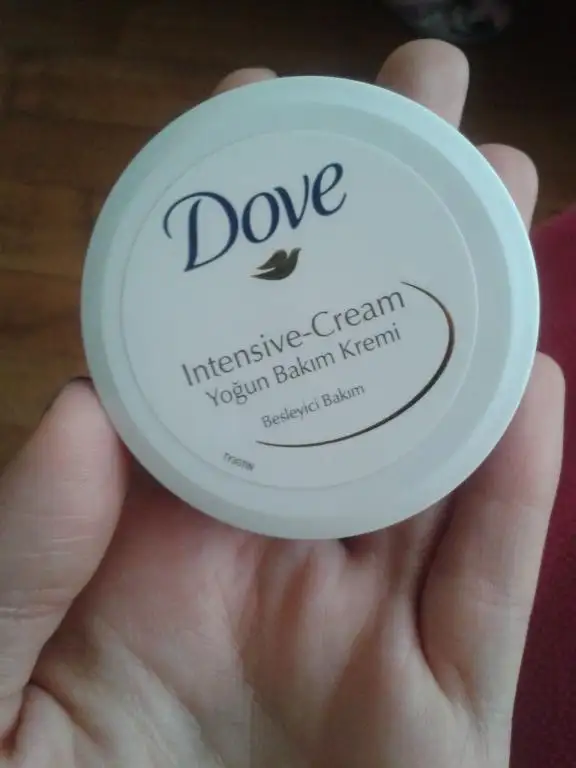 Dove
Intensive-Cream
Yoğun Bakım Kremi
Besleyici Bakım